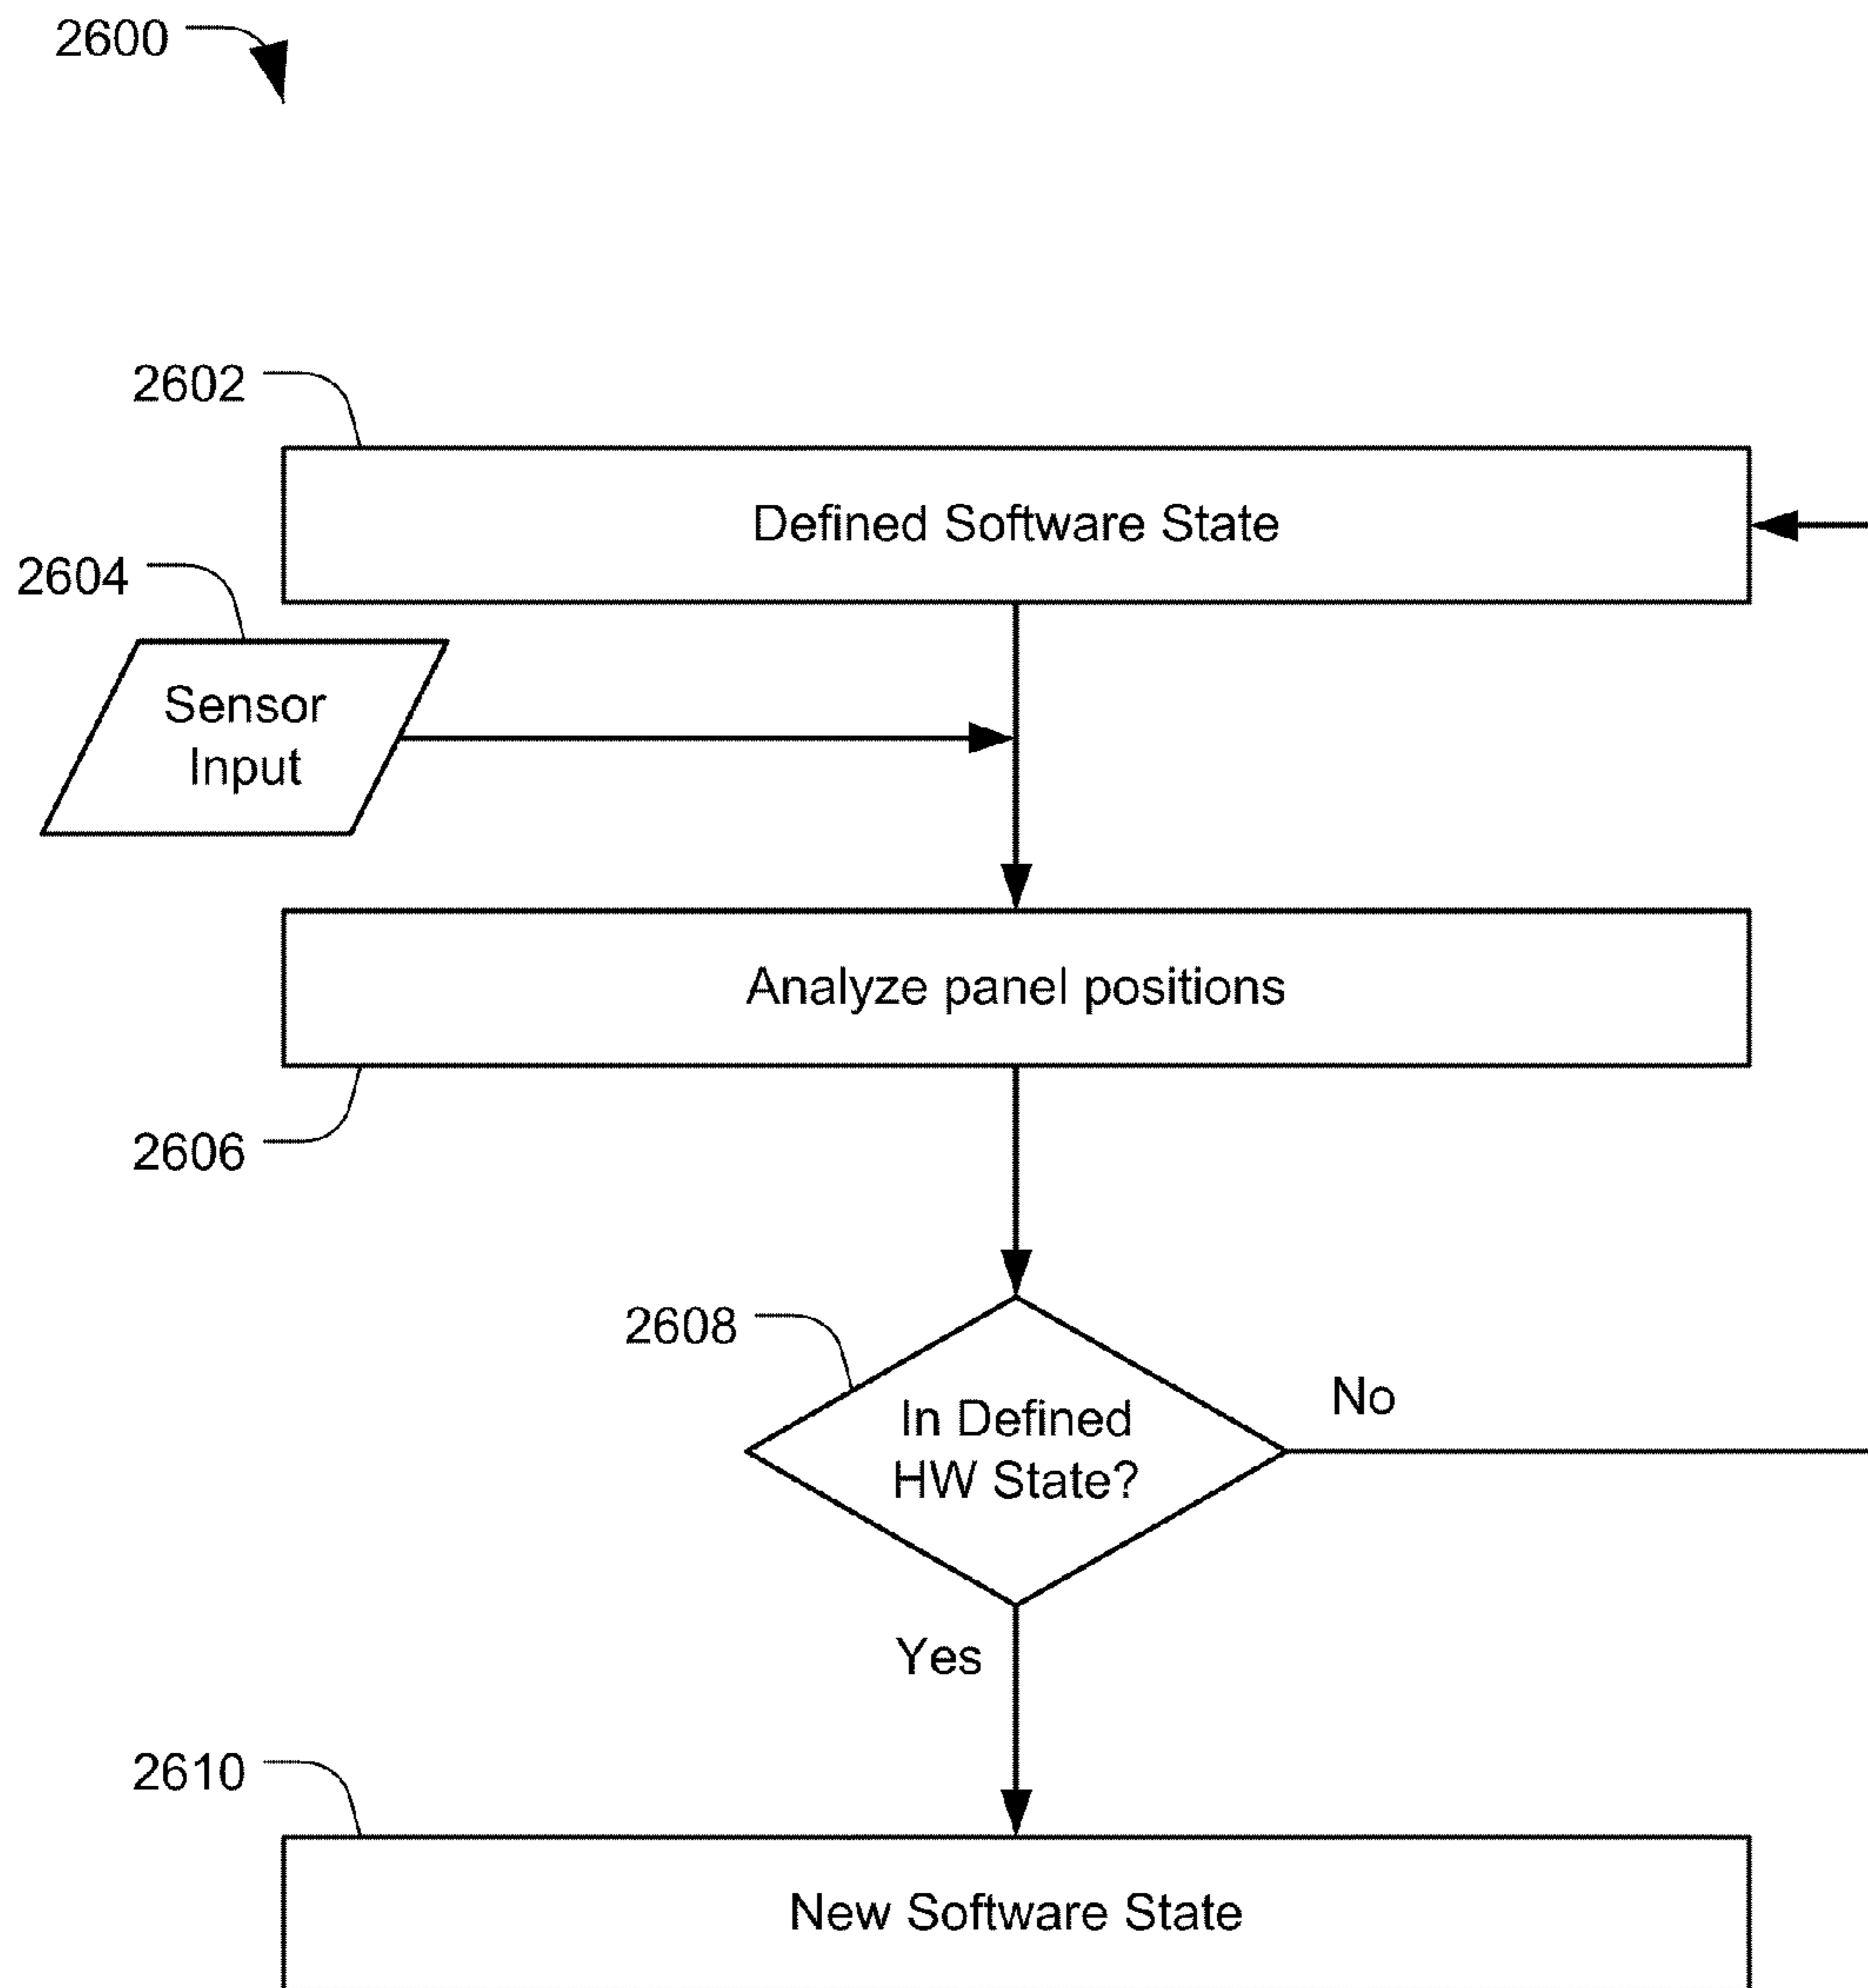 2600
2602
Defined Software State
2604
Sensor
Input
Analyze panel positions
2606
2608
In Defined
HW State?
No
Yes
2610
New Software State